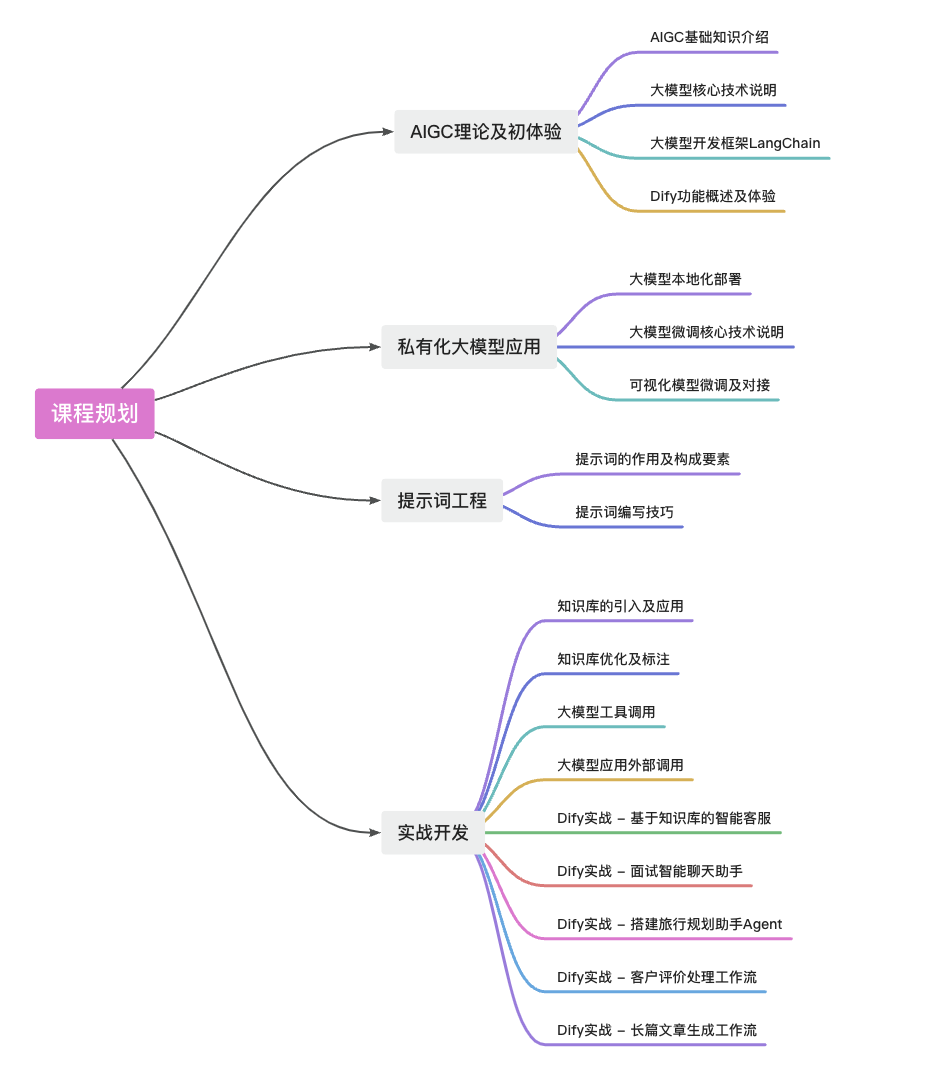 课程规划
AIGC理论及初体验
AIGC基础知识介绍
大模型核心技术说明
大模型开发框架LangChain
Dify功能概述及体验
私有化大模型应用
大模型本地化部署
大模型微调核心技术说明
可视化模型微调及对接
提示词工程
提示词的作用及构成要素
提示词编写技巧
实战开发
知识库的引入及应用
知识库优化及标注
大模型工具调用
大模型应用外部调用
Dify实战 – 基于知识库的智能客服
Dify实战 – 面试智能聊天助手
Dify实战 – 搭建旅行规划助手Agent
Dify实战 – 客户评价处理工作流
Dify实战 – 长篇文章生成工作流